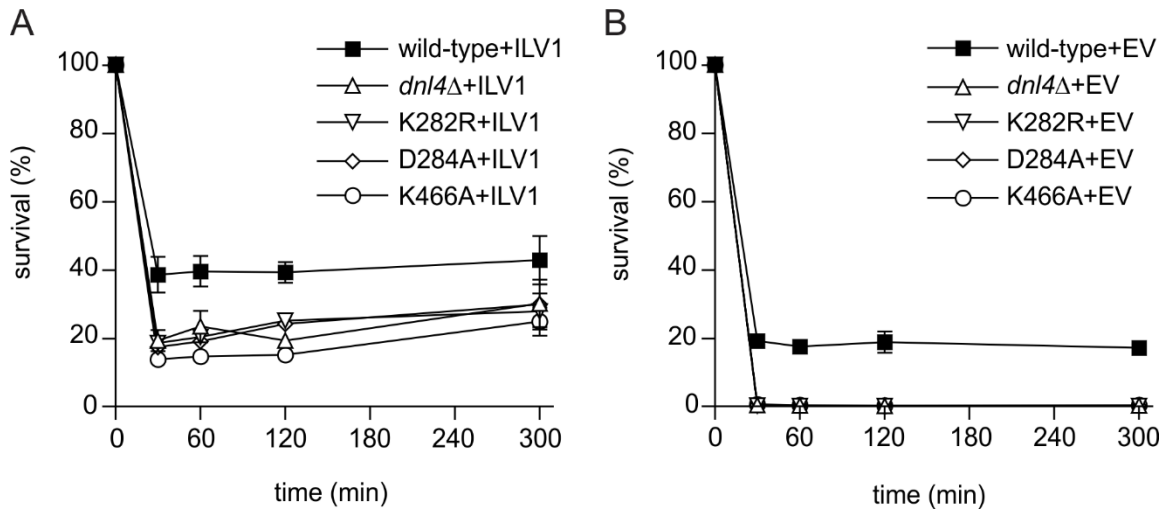 A
wild-type+ILV1
dnl4Δ+ILV1
K282R+ILV1
D284A+ILV1
K466A+ILV1
100
80
60
40
20
0
survival (%)
0 60 120 180 240 300
time (min)
B
wild-type+EV
dnl4Δ+EV
K282R+EV
D284A+EV
K466A+EV
100
80
60
40
20
0
survival (%)
0 60 120 180 240 300
time (min)